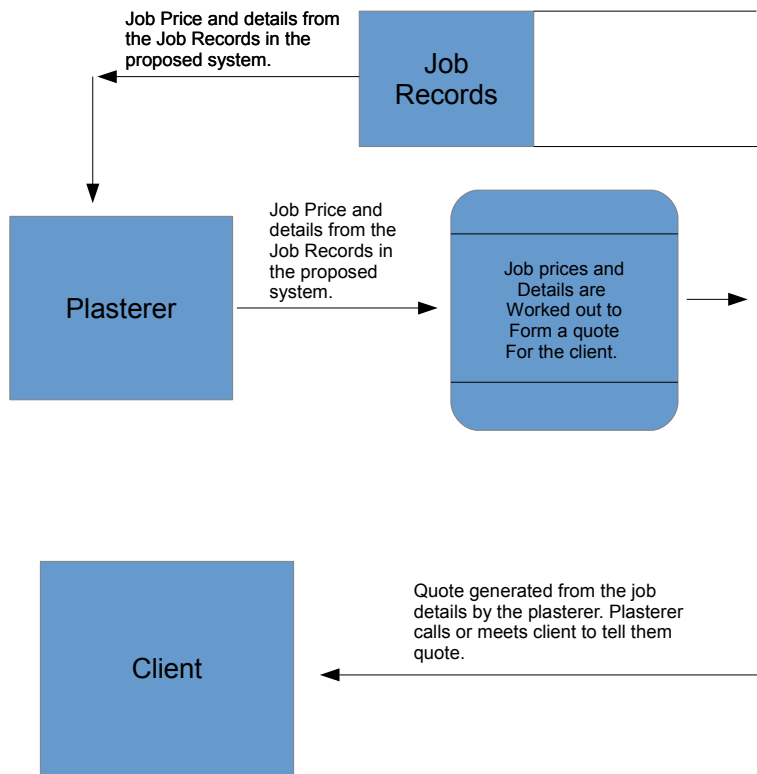 Job Price and details from
the Job Records in the
proposed system.
Job
Records
Plasterer
Job Price and
details from the
Job Records in
the proposed
system.
Job prices and
Details are
Worked out to
Form a quote
For the client.
Client
Quote generated from the job
details by the plasterer. Plasterer
calls or meets client to tell them
quote.